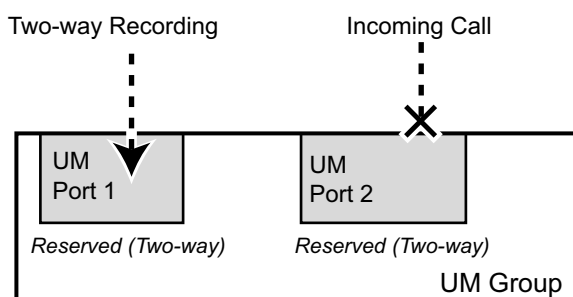 Two-way Recording
Incoming Call
UM
Port 1
UM
Port 2
Reserved (Two-way)
Reserved (Two-way)
UM Group